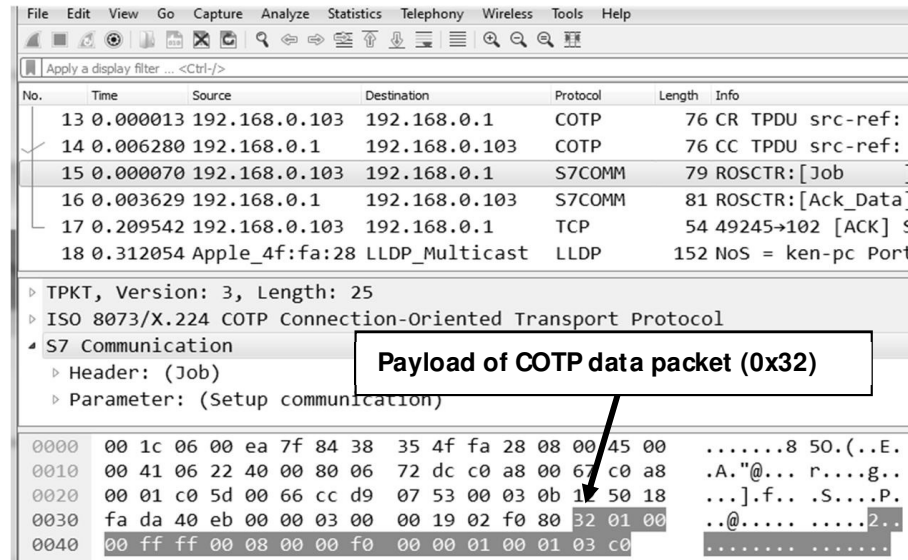 File Edit View Go Capture Analyze Statistics Telephony Wireless Tools Help
Apply a display filter ... <Ctrl-/>
No. Time Source Destination Protocol Length Info
13 0.000013 192.168.0.103 192.168.0.1 COTP 76 CR TPDU src-ref:
14 0.006280 192.168.0.1 192.168.0.103 COTP 76 CC TPDU src-ref:
15 0.000070 192.168.0.103 192.168.0.1 S7COMM 79 ROSCTR:[Job ]
16 0.003629 192.168.0.1 192.168.0.103 S7COMM 81 ROSCTR:[Ack_Data]
17 0.209542 192.168.0.103 192.168.0.1 TCP 54 49245→102 [ACK] S
18 0.312054 Apple_4f:fa:28 LLDP_Multicast LLDP 152 NoS = ken-pc Port
TPKT, Version: 3, Length: 25
ISO 8073/X.224 COTP Connection-Oriented Transport Protocol
S7 Communication
Payload of COTP data packet (0x32)
Header: (Job)
Parameter: (Setup communication)
0000 00 1c 06 00 ea 7f 84 38 35 4f fa 28 08 00 45 00 .......8 5O.(..E.
0010 00 41 06 22 40 00 80 06 72 dc c0 a8 00 67 c0 a8 .A."@... r....g..
0020 00 01 c0 5d 00 66 cc d9 07 53 00 03 0b 12 50 18 ...].f.. .S....P.
0030 fa da 40 eb 00 00 03 00 00 19 02 f0 80 32 01 00 ..@..... .....2..
0040 00 ff ff 00 08 00 00 f0 00 00 01 00 01 03 c0 ........ .......